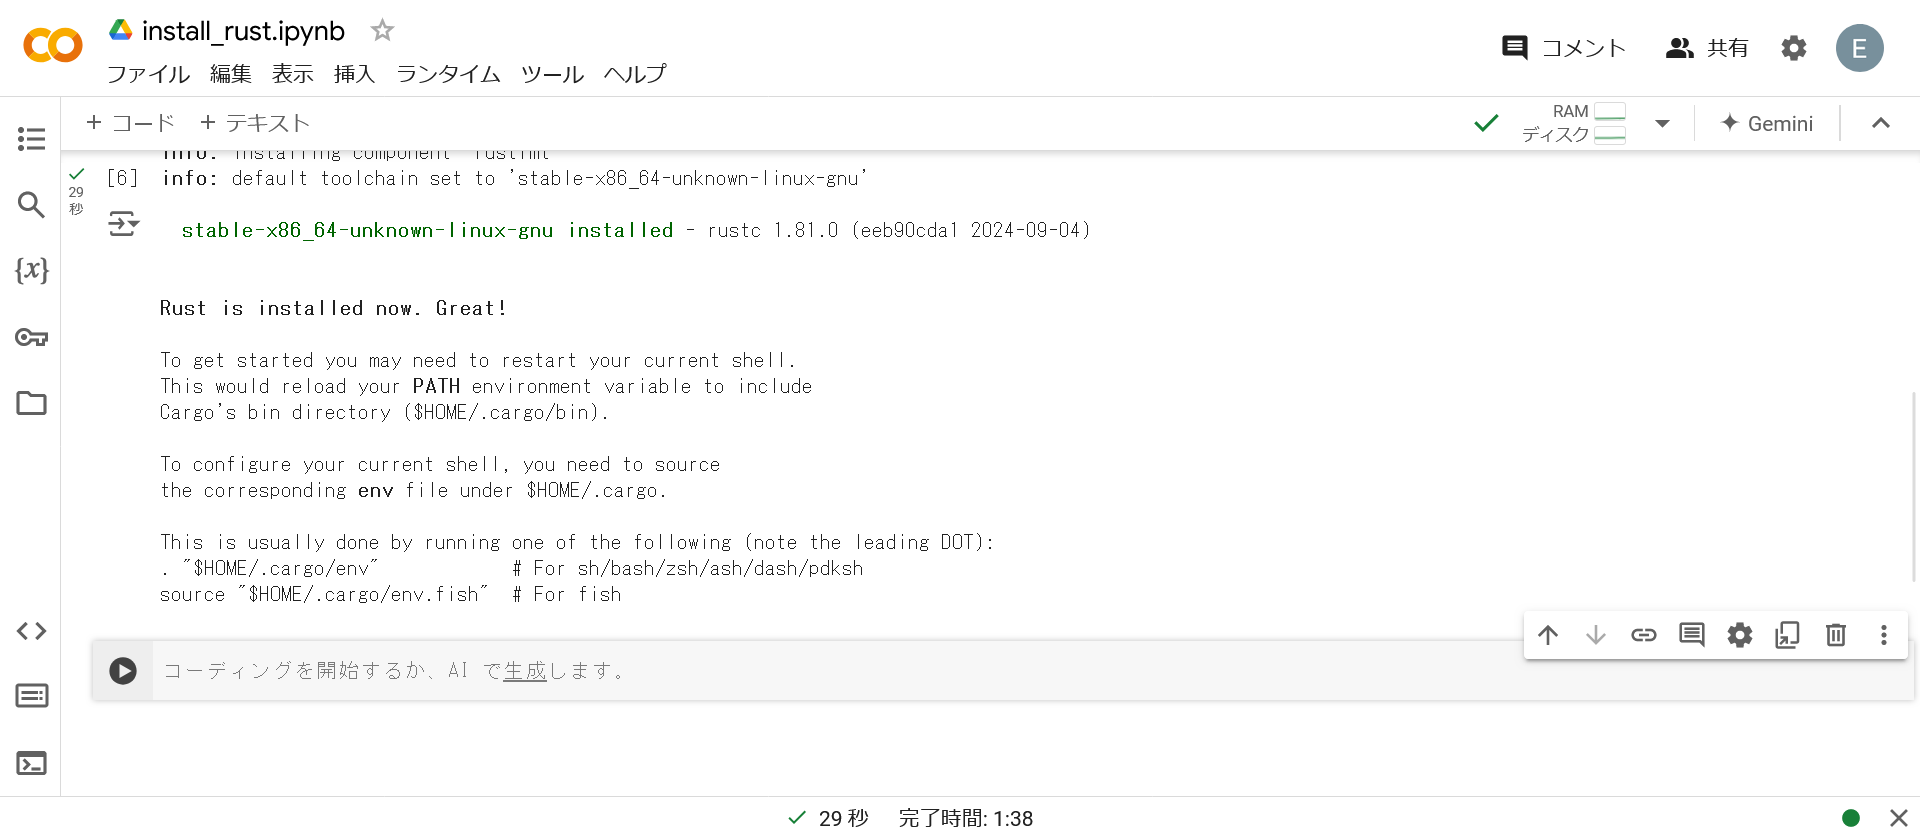 install_rust.ipynb
ファイル 編集 表示 挿入 ランタイム ツール ヘルプ
コメント 共有 E
+ コード + テキスト
RAM
ディスク
Gemini
info: installing component 'rustfmt'
[6] info: default toolchain set to 'stable-x86_64-unknown-linux-gnu'
29
秒
stable-x86_64-unknown-linux-gnu installed - rustc 1.81.0 (eeb90cda1 2024-09-04)
{x}
Rust is installed now. Great!
To get started you may need to restart your current shell.
This would reload your PATH environment variable to include
Cargo's bin directory ($HOME/.cargo/bin).
To configure your current shell, you need to source
the corresponding env file under $HOME/.cargo.
This is usually done by running one of the following (note the leading DOT):
. "$HOME/.cargo/env" # For sh/bash/zsh/ash/dash/pdksh
source "$HOME/.cargo/env.fish" # For fish
コーディングを開始するか、AI で生成します。
29 秒 完了時間: 1:38